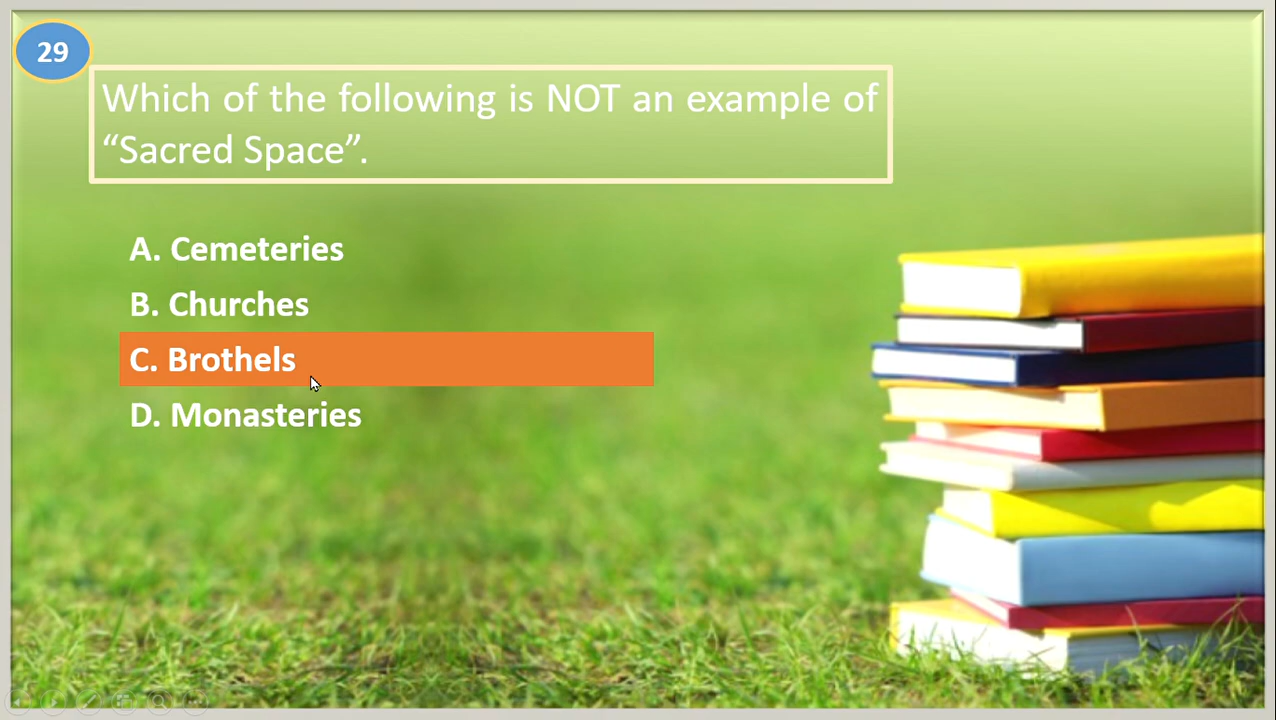 29
Which of the following is NOT an example of
“Sacred Space”.
A. Cemeteries
B. Churches
C. Brothels
D. Monasteries